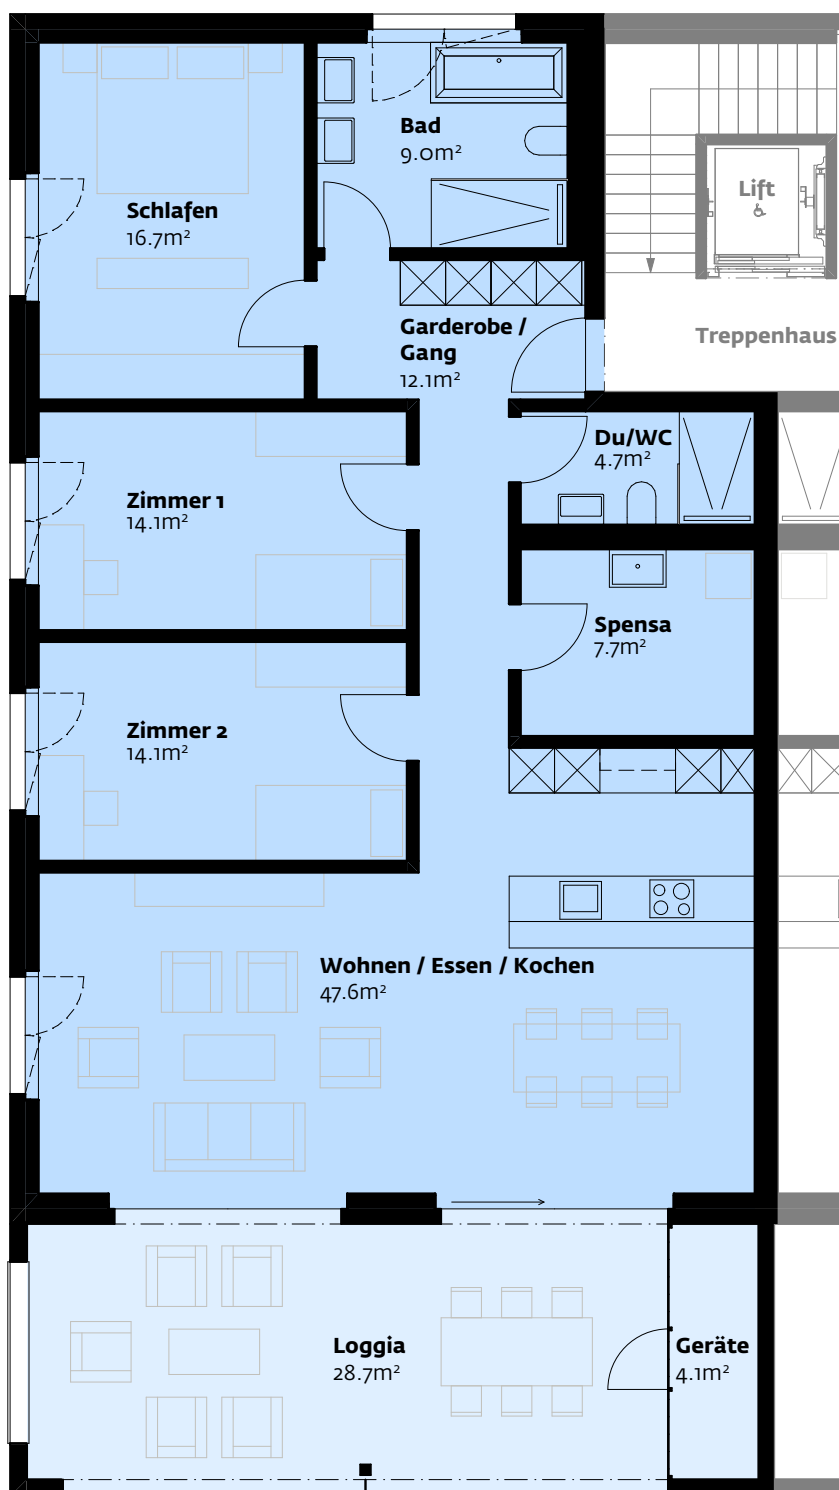 Bad
9.0m²
Lift
Schlafen
16.7m²
Garderobe /
Gang
12.1m²
Treppenhaus
Du/WC
4.7m²
Zimmer 1
14.1m²
Spensa
7.7m²
Zimmer 2
14.1m²
Wohnen / Essen / Kochen
47.6m²
Loggia
28.7m²
Geräte
4.1m²